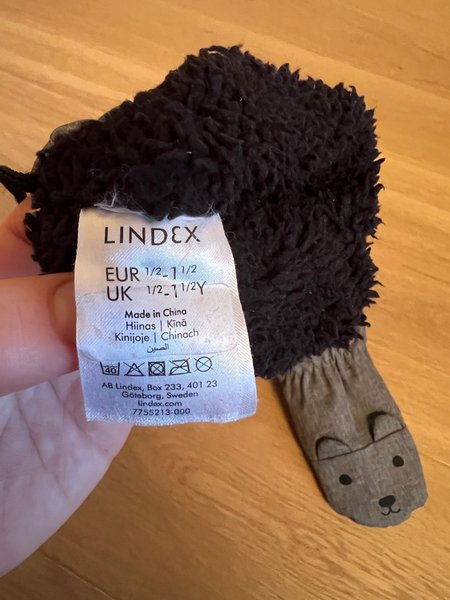 LINDEX
EUR 1/2-1 1/2
UK 1/2-1 1/2Y
Made in China
Hiinas | Ķīnā
Kinijoje | Chinach
الصين
40
AB Lindex, Box 233, 401 23
Göteborg, Sweden
lindex.com
7755213-000